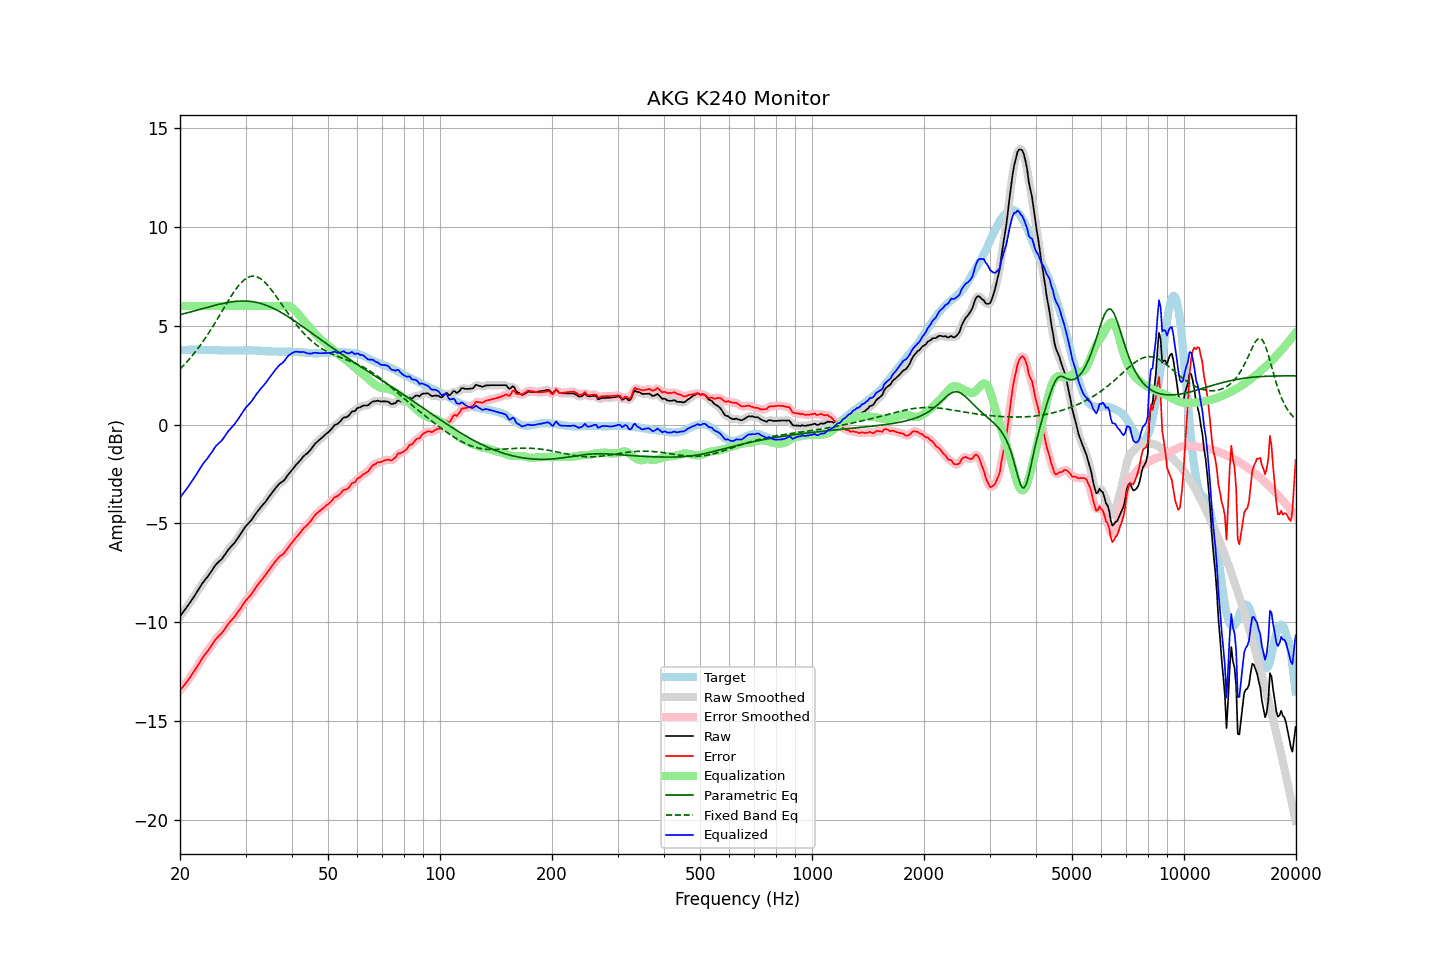 AKG K240 Monitor
15
10
5
0
−5
−10
−15
−20
Amplitude (dBr)
Target
Raw Smoothed
Error Smoothed
Raw
Error
Equalization
Parametric Eq
Fixed Band Eq
Equalized
20 50 100 200 500 1000 2000 5000 10000 20000
Frequency (Hz)